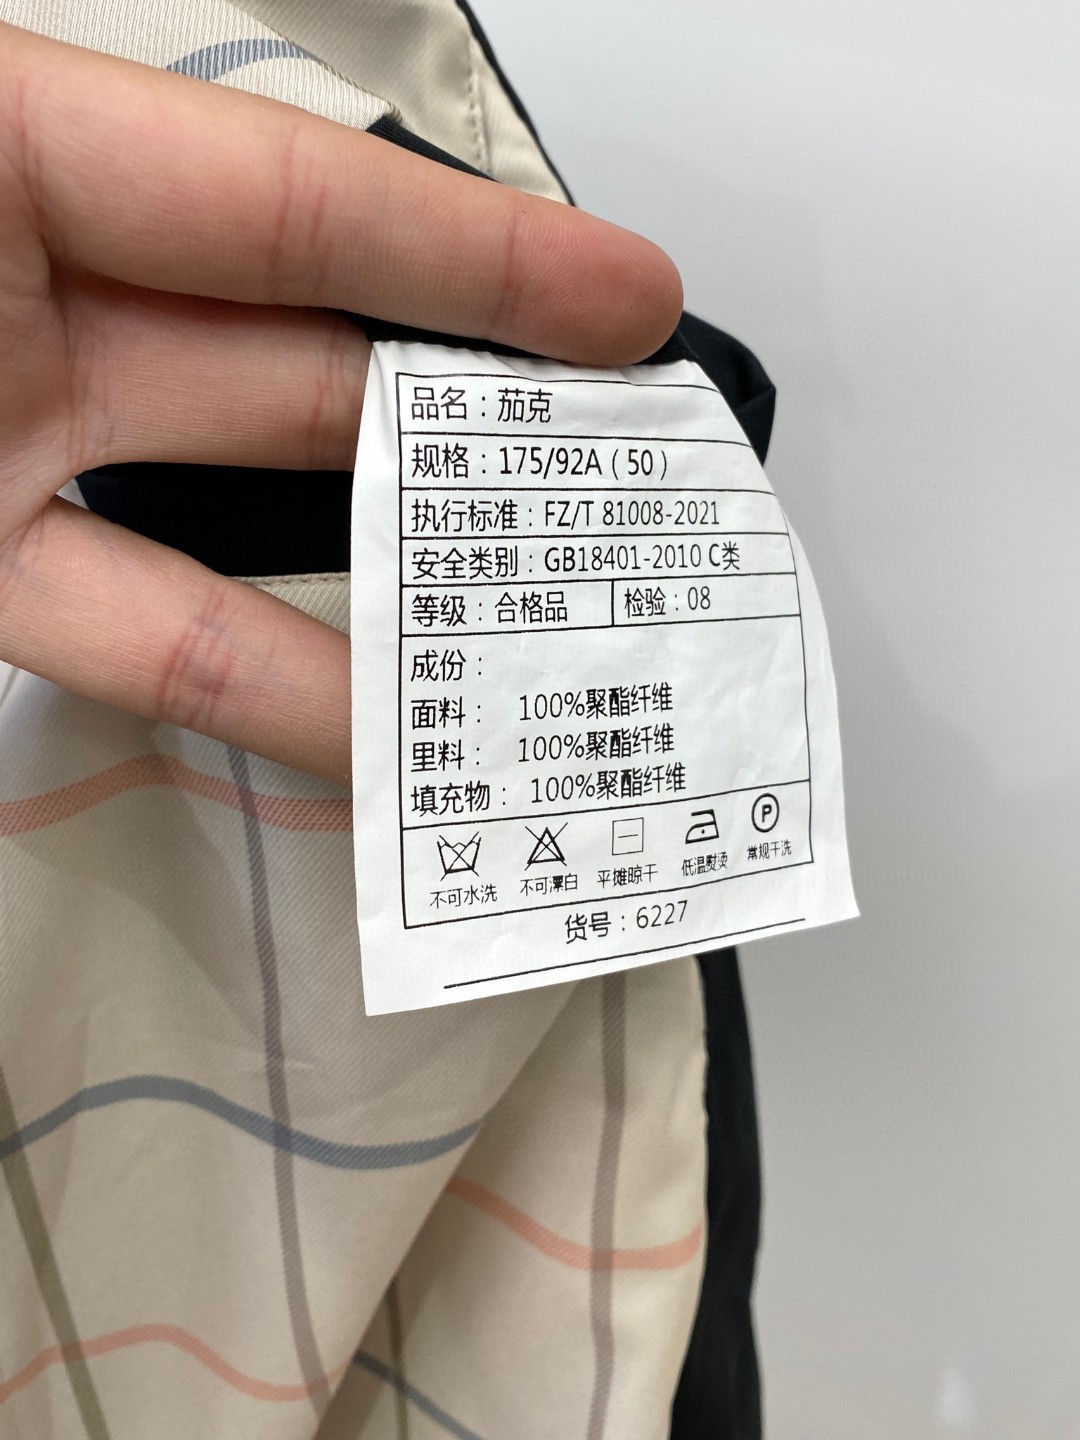 品名：茄克
规格：175/92A（50）
执行标准：FZ/T 81008-2021
安全类别：GB18401-2010 C类
等级：合格品 检验：08
成份：
面料： 100%聚酯纤维
里料： 100%聚酯纤维
填充物： 100%聚酯纤维
P
不可水洗 不可漂白 平摊晾干 低温熨烫 常规干洗
货号：6227